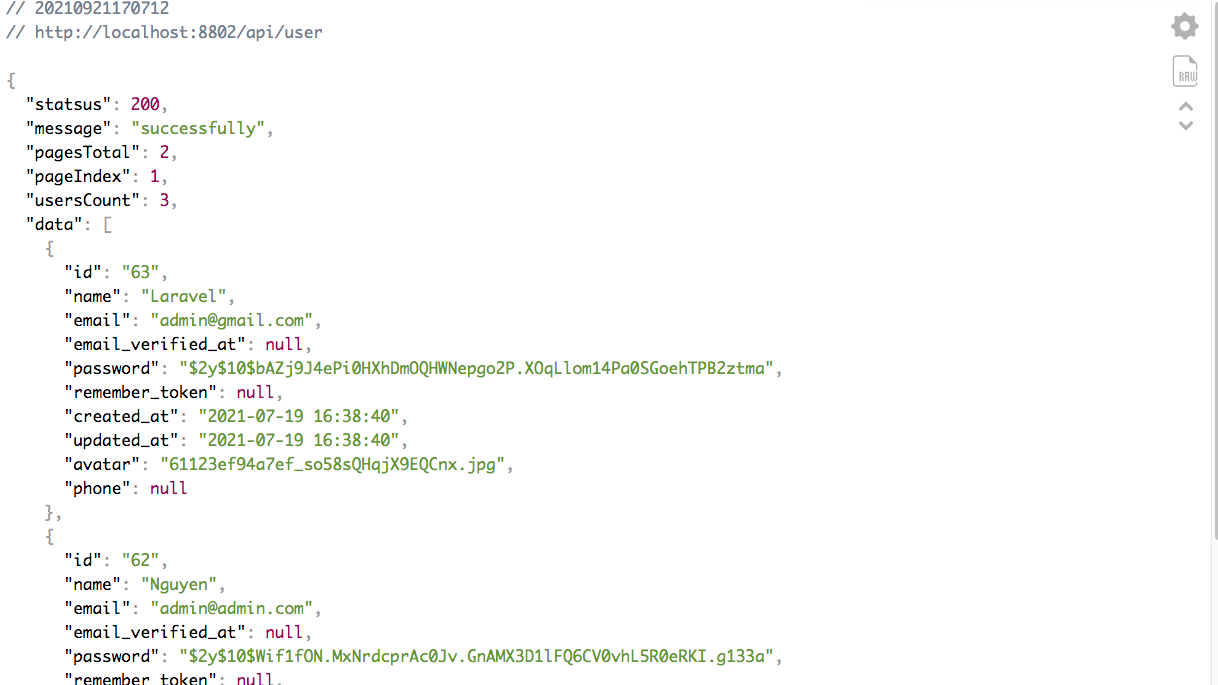 // 20210921170712
// http://localhost:8802/api/user
{
"statsus": 200,
"message": "successfully",
"pagesTotal": 2,
"pageIndex": 1,
"usersCount": 3,
"data": [
{
"id": "63",
"name": "Laravel",
"email": "admin@gmail.com",
"email_verified_at": null,
"password": "$2y$10$bAZj9J4ePi0HXhDmOQHWNepgo2P.XOqLlom14Pa0SGoehTPB2ztma",
"remember_token": null,
"created_at": "2021-07-19 16:38:40",
"updated_at": "2021-07-19 16:38:40",
"avatar": "61123ef94a7ef_so58sQHqjX9EQCnx.jpg",
"phone": null
},
{
"id": "62",
"name": "Nguyen",
"email": "admin@admin.com",
"email_verified_at": null,
"password": "$2y$10$Wif1fON.MxNrdcprAc0Jv.GnAMX3D1lFQ6CV0vhL5R0eRKI.g133a",
"remember_token": null,
RAW